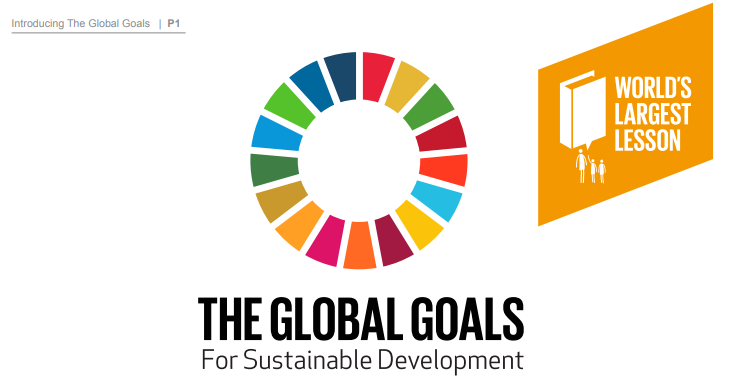 Introducing The Global Goals | P1
WORLD'S
LARGEST
LESSON
THE GLOBAL GOALS
For Sustainable Development